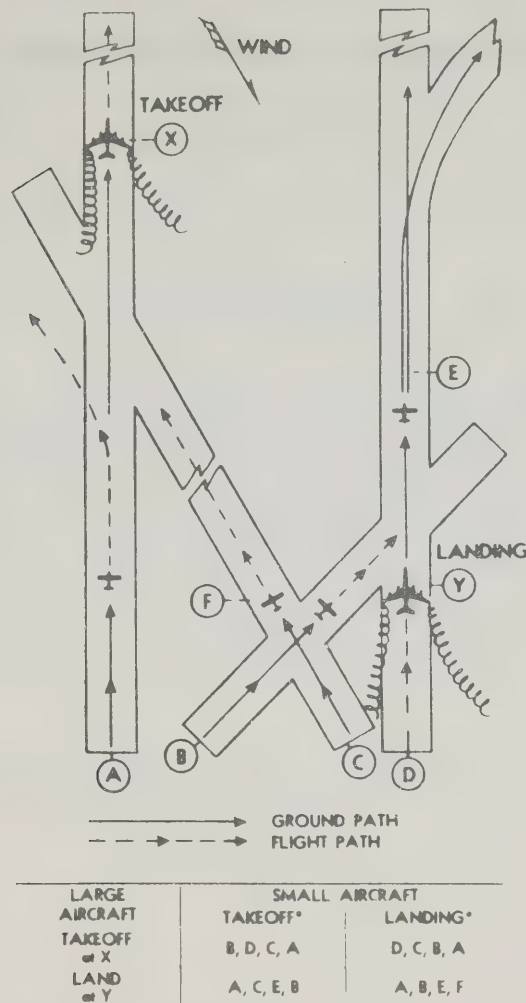 WIND
TAKEOFF
X
E
LANDING
F
Y
B
C
A
D
GROUND PATH
FLIGHT PATH
LARGE AIRCRAFT
SMALL AIRCRAFT
TAKEOFF*
LANDING*
TAKEOFF at X
B, D, C, A
D, C, B, A
LAND at Y
A, C, E, B
A, B, E, F